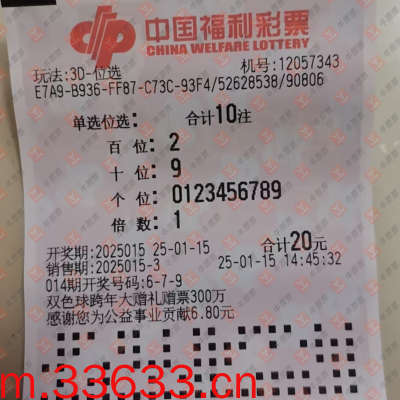 中国福利彩票
CHINA WELFARE LOTTERY
玩法:3D-位选 机号:12057343
E7A9-B936-FF87-C73C-93F4/52628538/90806
单选位选: 合计10注
百位: 2
十位: 9
个位: 0123456789
倍数: 1
开奖期:2025015 25-01-15 合计20元
销售期:2025015-3 25-01-15 14:45:32
014期开奖号码:6-7-9
双色球跨年大赠礼赠票300万
感谢您为公益事业贡献6.80元
m.33633.cn